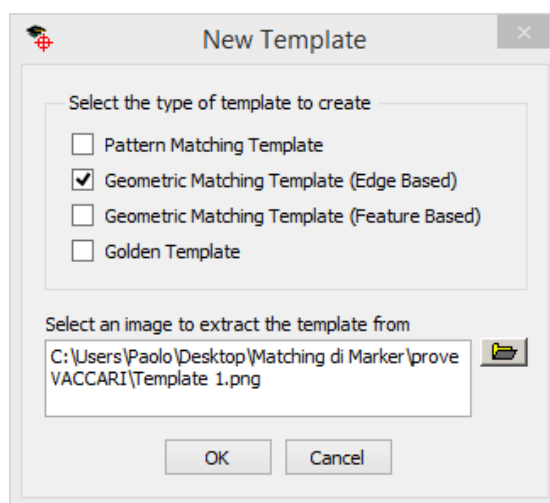 New Template
Select the type of template to create
Pattern Matching Template
Geometric Matching Template (Edge Based)
Geometric Matching Template (Feature Based)
Golden Template
Select an image to extract the template from
C:\Users\Paolo\Desktop\Matching di Marker\prove
VACCARI\Template 1.png
OK Cancel